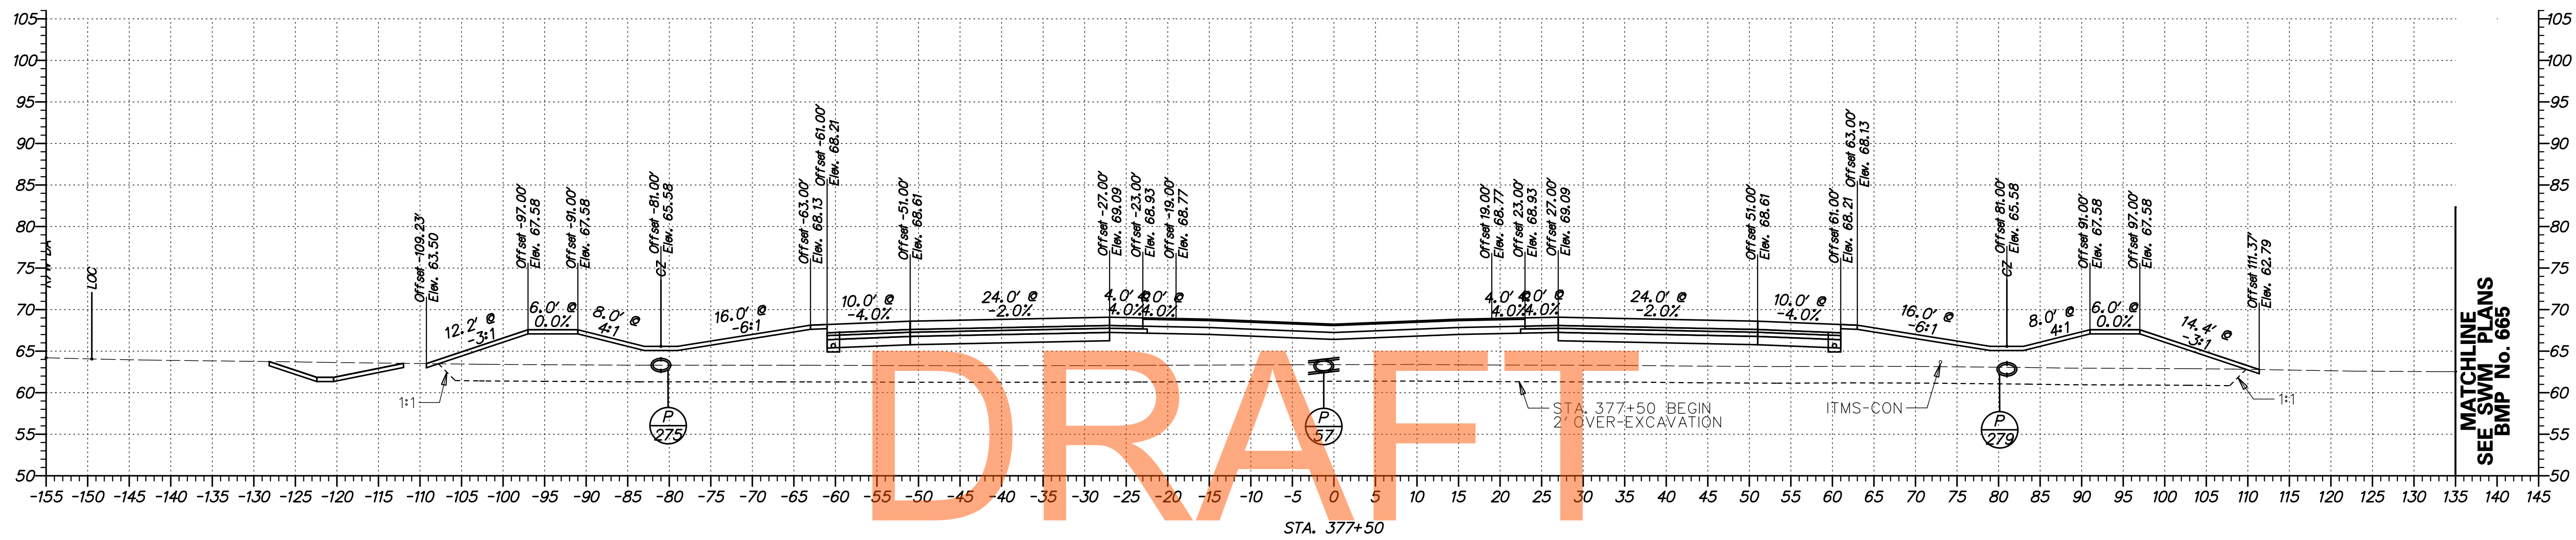 105
100
95
90
85
80
75
70
65
60
55
50
LOC
Offset -109.23'
Elev. 63.50
Offset -97.00'
Elev. 67.58
Offset -91.00'
Elev. 67.58
CZ Offset -81.00'
Elev. 65.58
Offset -63.00'
Elev. 68.13
Offset -61.00'
Elev. 68.21
Offset -51.00'
Elev. 68.61
Offset -27.00'
Elev. 69.09
Offset -23.00'
Elev. 68.93
Offset -19.00'
Elev. 68.77
Offset 19.00'
Elev. 68.77
Offset 23.00'
Elev. 68.93
Offset 27.00'
Elev. 69.09
Offset 51.00'
Elev. 68.61
Offset 61.00'
Elev. 68.21
Offset 63.00'
Elev. 68.13
CZ Offset 81.00'
Elev. 65.58
Offset 91.00'
Elev. 67.58
Offset 97.00'
Elev. 67.58
Offset 111.37'
Elev. 62.79
12.2' @
-3:1
6.0' @
0.0%
8.0' @
4:1
16.0' @
-6:1
10.0' @
-4.0%
24.0' @
-2.0%
4.0'
4.0%
-4.0%
4.0'
4.0%
-4.0%
24.0' @
-2.0%
10.0' @
-4.0%
16.0' @
-6:1
8.0' @
4:1
6.0' @
0.0%
14.4' @
-3:1
1:1
P
275
P
57
STA. 377+50 BEGIN
2' OVER-EXCAVATION
ITMS-CON
P
279
1:1
MATCHLINE
SEE SWM PLANS
BMP No. 665
105
100
95
90
85
80
75
70
65
60
55
50
-155 -150 -145 -140 -135 -130 -125 -120 -115 -110 -105 -100 -95 -90 -85 -80 -75 -70 -65 -60 -55 -50 -45 -40 -35 -30 -25 -20 -15 -10 -5 0 5 10 15 20 25 30 35 40 45 50 55 60 65 70 75 80 85 90 95 100 105 110 115 120 125 130 135 140 145
STA. 377+50
DRAFT